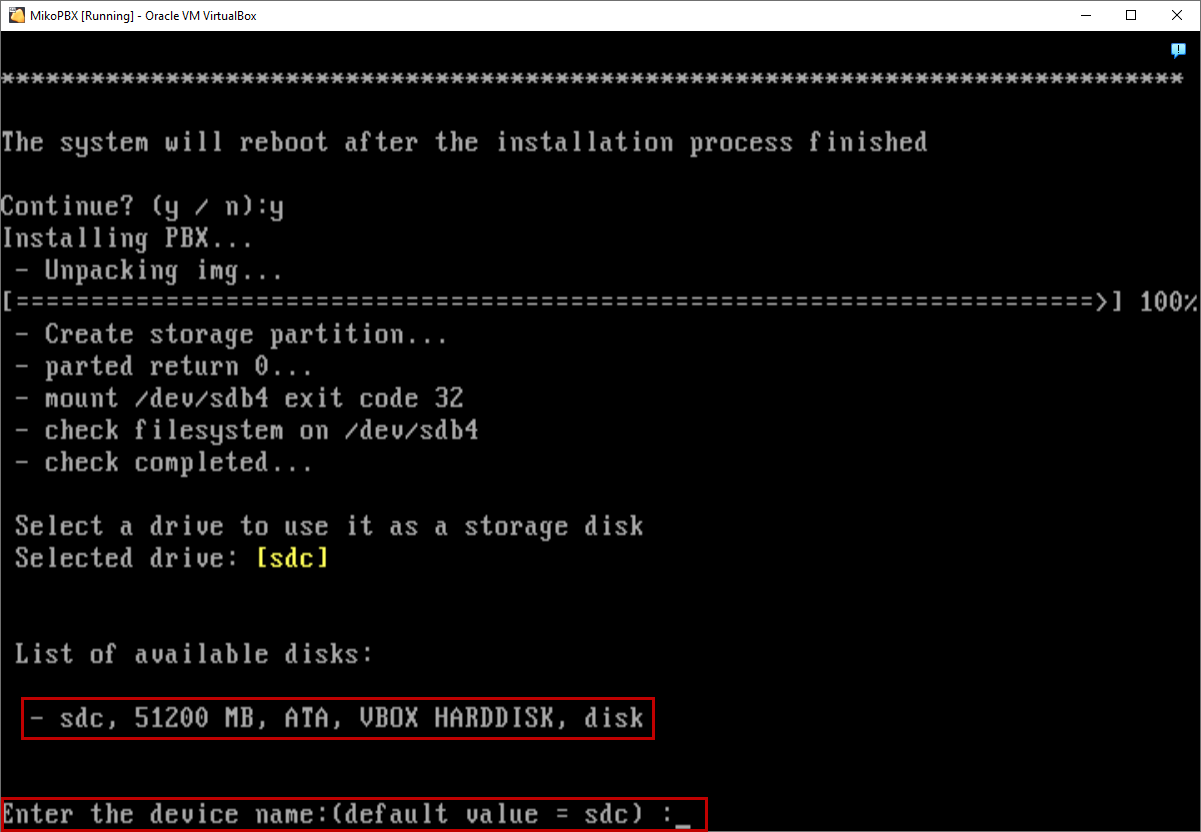 MikoPBX [Running] - Oracle VM VirtualBox
*******************************************************************************
The system will reboot after the installation process finished
Continue? (y / n):y
Installing PBX...
- Unpacking img...
[========================================================================>] 100%
- Create storage partition...
- parted return 0...
- mount /dev/sdb4 exit code 32
- check filesystem on /dev/sdb4
- check completed...
Select a drive to use it as a storage disk
Selected drive: [sdc]
List of available disks:
- sdc, 51200 MB, ATA, VBOX HARDDISK, disk
Enter the device name:(default value = sdc) :_